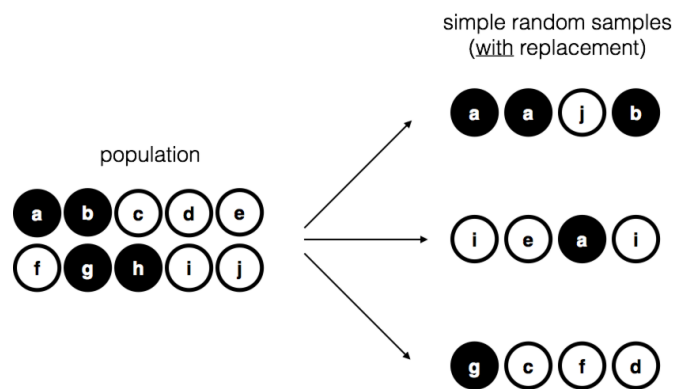 simple random samples
(with replacement)
a a j b
population
a b c d e
i e a i
f g h i j
g c f d